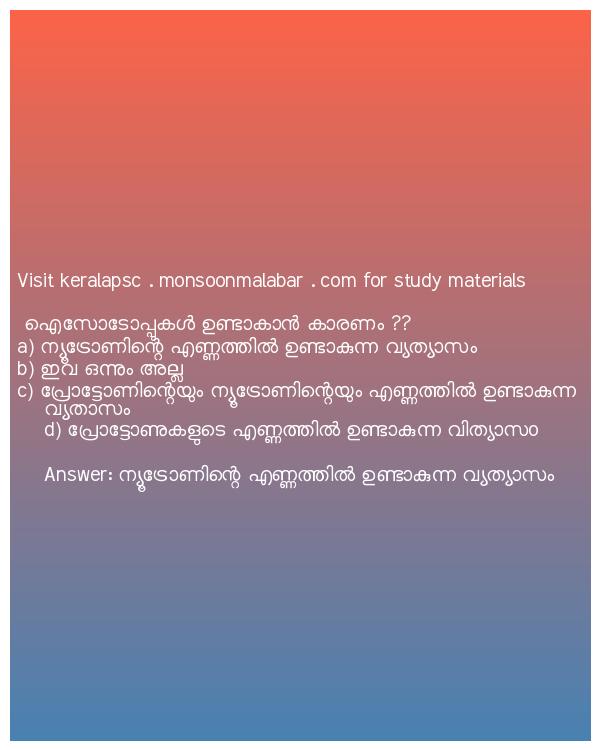 Visit keralapsc . monsoonmalabar . com for study materials
ഐസോടോപ്പുകൾ ഉണ്ടാകാൻ കാരണം ??
a) ന്യൂട്രോണിന്റെ എണ്ണത്തിൽ ഉണ്ടാകുന്ന വ്യത്യാസം
b) ഇവ ഒന്നും അല്ല
c) പ്രോട്ടോണിന്റെയും ന്യൂട്രോണിന്റെയും എണ്ണത്തിൽ ഉണ്ടാകുന്ന
വ്യതാസം
d) പ്രോട്ടോണുകളുടെ എണ്ണത്തിൽ ഉണ്ടാകുന്ന വിത്യാസം
Answer: ന്യൂട്രോണിന്റെ എണ്ണത്തിൽ ഉണ്ടാകുന്ന വ്യത്യാസം